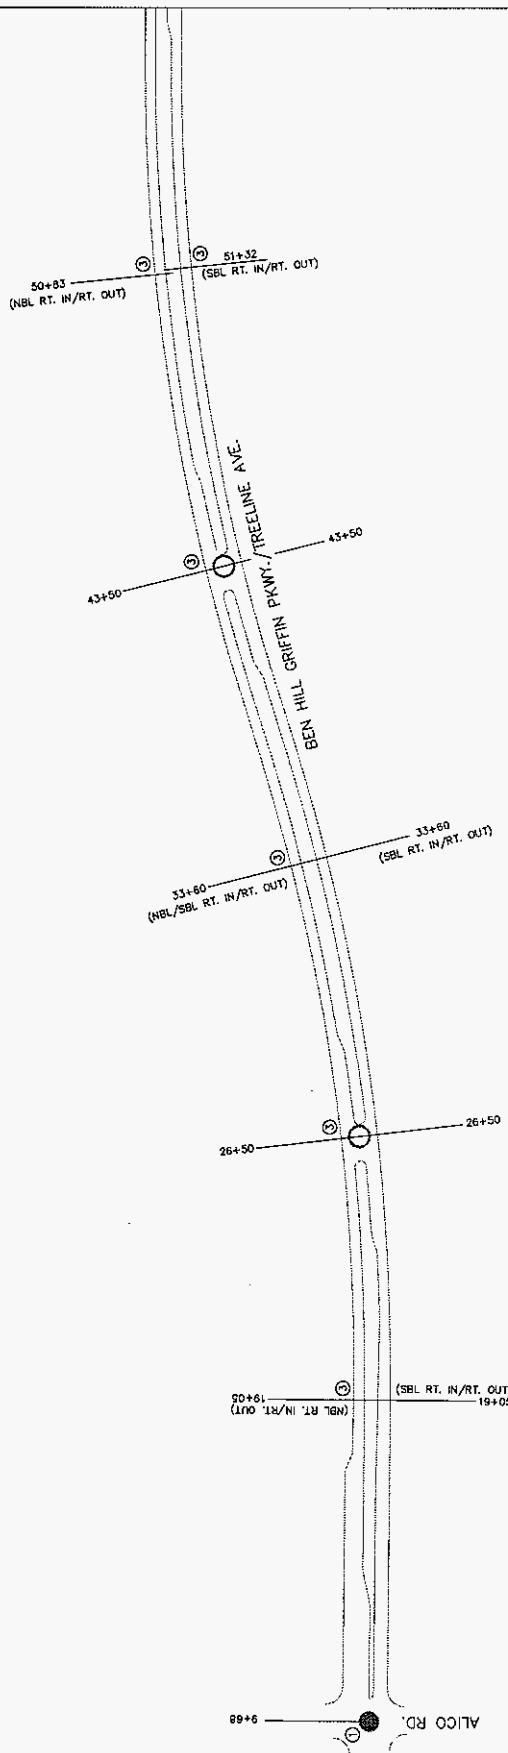 50+83
(NBL RT. IN/RT. OUT)
3
3
51+32
(SBL RT. IN/RT. OUT)
BEN HILL GRIFFIN PKWY./TREELINE AVE.
43+50
3
43+50
33+60
(NBL/SBL RT. IN/RT. OUT)
3
33+60
(SBL RT. IN/RT. OUT)
26+50
3
26+50
19+05
(NBL RT. IN/RT. OUT)
3
(SBL RT. IN/RT. OUT
19+05
9+68
1
ALICO RD.